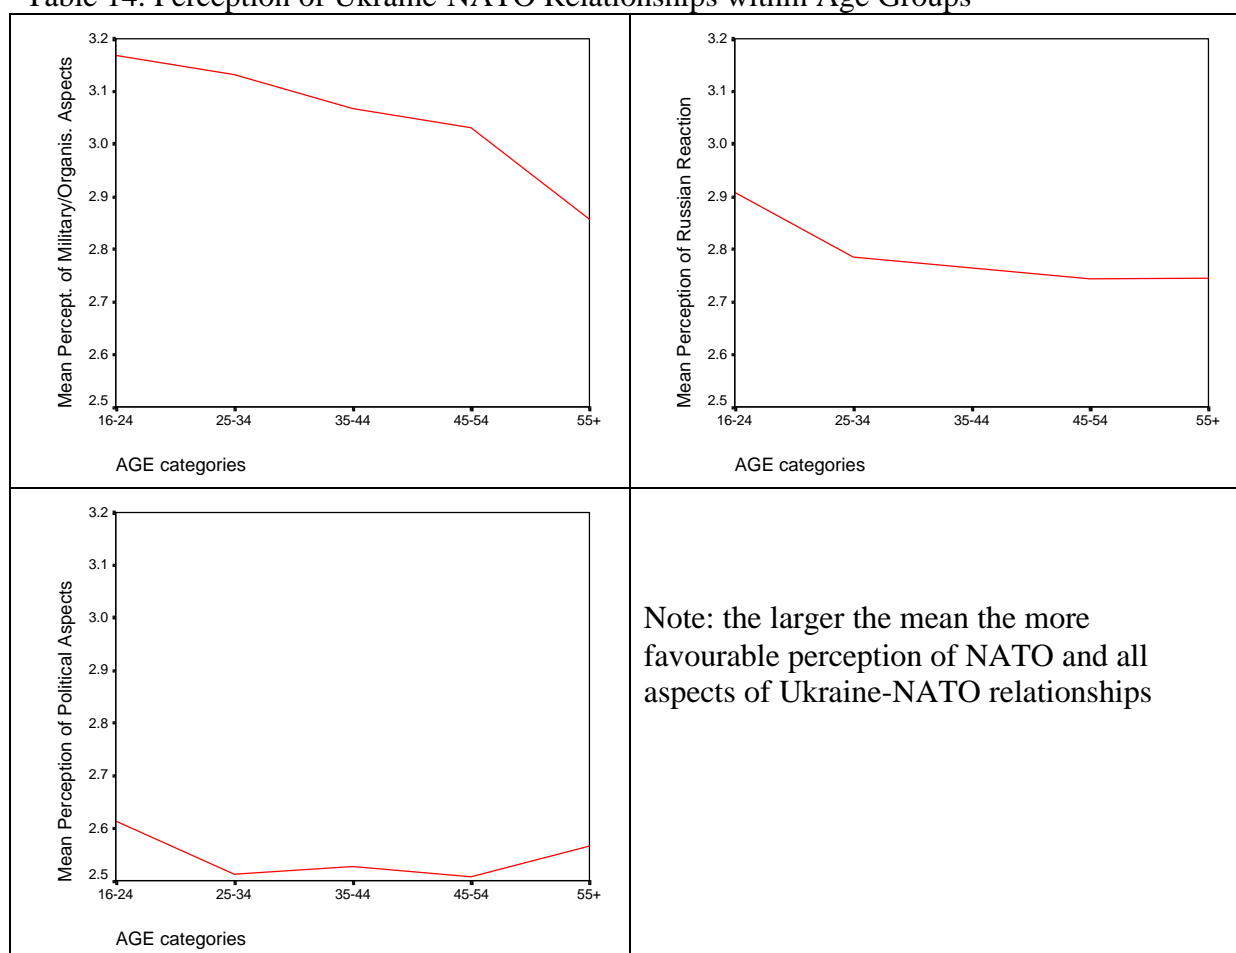 Table 14. Perception of Ukraine-NATO Relationships within Age Groups
Mean Percept. of Military/Organis. Aspects
3.2
3.1
3.0
2.9
2.8
2.7
2.6
2.5
16-24 25-34 35-44 45-54 55+
AGE categories
Mean Perception of Russian Reaction
3.2
3.1
3.0
2.9
2.8
2.7
2.6
2.5
16-24 25-34 35-44 45-54 55+
AGE categories
Mean Perception of Political Aspects
3.2
3.1
3.0
2.9
2.8
2.7
2.6
2.5
16-24 25-34 35-44 45-54 55+
AGE categories
Note: the larger the mean the more
favourable perception of NATO and all
aspects of Ukraine-NATO relationships